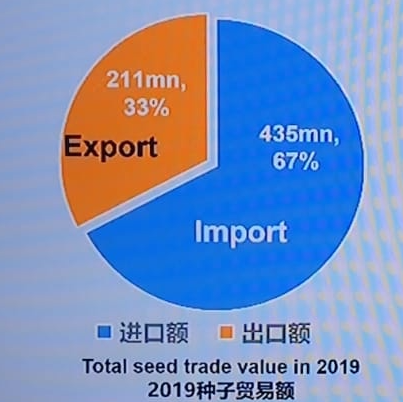 211mn,
33%
Export
435mn,
67%
Import
进口额 出口额
Total seed trade value in 2019
2019种子贸易额